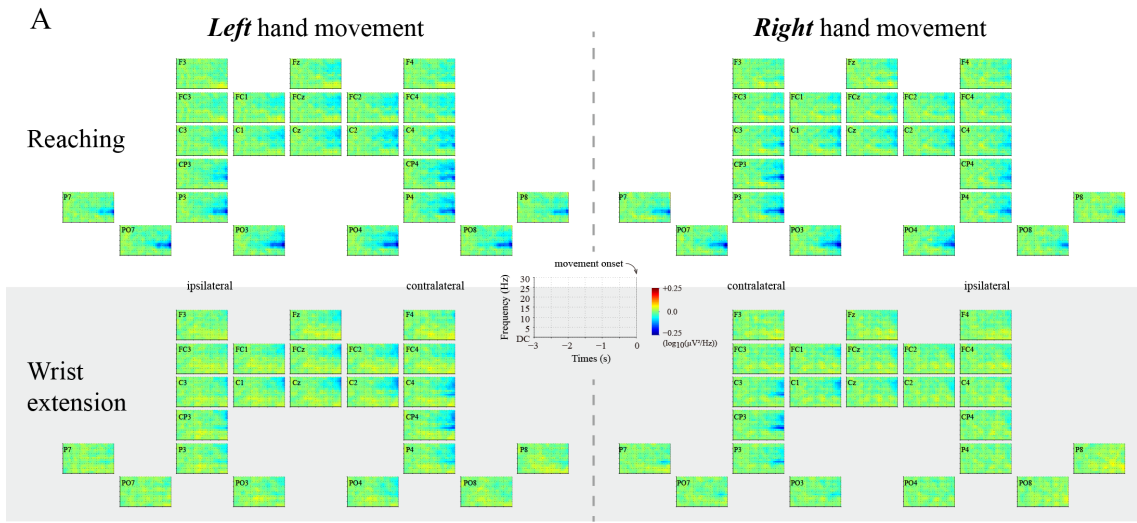 A
Left hand movement
Right hand movement
Reaching
F3 Fz F4
FC3 FC1 FCz FC2 FC4
C3 C1 Cz C2 C4
CP3 CP4
P7 P3 P4 P8
PO7 PO3 PO4 PO8
F3 Fz F4
FC3 FC1 FCz FC2 FC4
C3 C1 Cz C2 C4
CP3 CP4
P7 P3 P4 P8
PO7 PO3 PO4 PO8
movement onset
ipsilateral
contralateral
Frequency (Hz)
30
25
20
15
10
5
DC
−3 −2 −1 0
Times (s)
+0.25
0.0
−0.25
(log10(μV²/Hz))
contralateral
ipsilateral
Wrist
extension
F3 Fz F4
FC3 FC1 FCz FC2 FC4
C3 C1 Cz C2 C4
CP3 CP4
P7 P3 P4 P8
PO7 PO3 PO4 PO8
F3 Fz F4
FC3 FC1 FCz FC2 FC4
C3 C1 Cz C2 C4
CP3 CP4
P7 P3 P4 P8
PO7 PO3 PO4 PO8